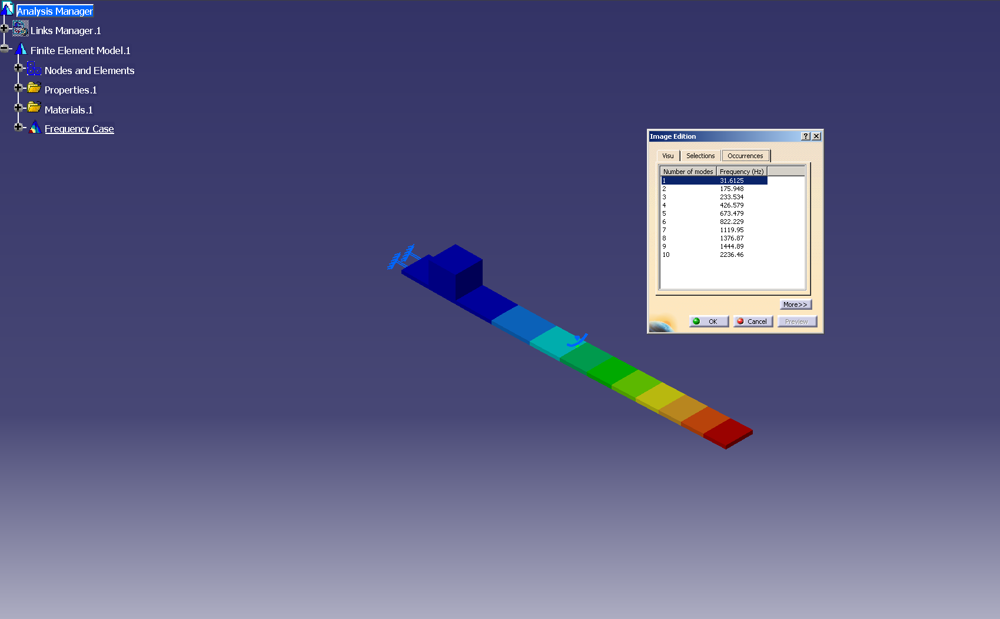 Analysis Manager
Links Manager.1
Finite Element Model.1
Nodes and Elements
Properties.1
Materials.1
Frequency Case
Image Edition
Visu Selections Occurrences
Number of modes Frequency (Hz)
1 31.6125
2 175.948
3 233.534
4 426.579
5 673.479
6 822.229
7 1119.95
8 1376.87
9 1444.89
10 2236.46
More>>
OK Cancel Preview